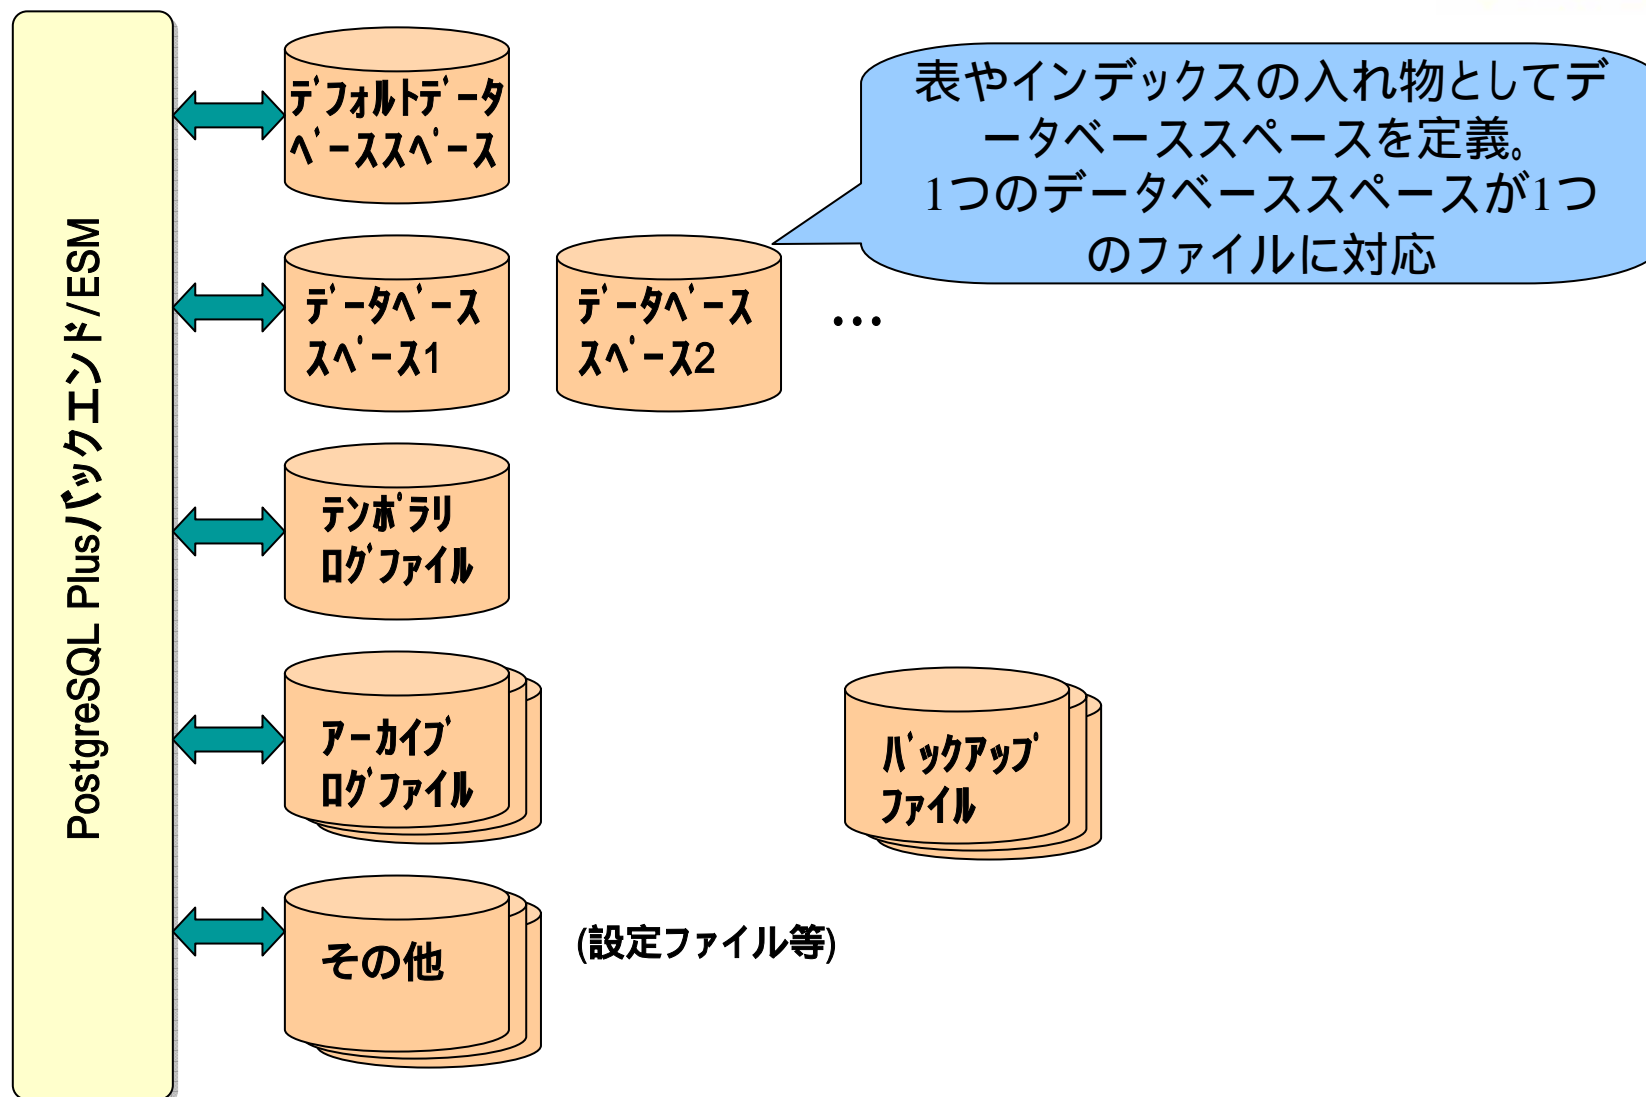 PostgreSQL Plusバックエンド/ESM
ﾃﾞﾌｫﾙﾄﾃﾞｰﾀ
ﾍﾞｰｽｽﾍﾟｰｽ
表やインデックスの入れ物としてデ
ータベーススペースを定義。
1つのデータベーススペースが1つ
のファイルに対応
ﾃﾞｰﾀﾍﾞｰｽ
ｽﾍﾟｰｽ1
ﾃﾞｰﾀﾍﾞｰｽ
ｽﾍﾟｰｽ2
…
ﾃﾝﾎﾟﾗﾘ
ﾛｸﾞﾌｧｲﾙ
ｱｰｶｲﾌﾞ
ﾛｸﾞﾌｧｲﾙ
ﾊﾞｯｸｱｯﾌﾟ
ﾌｧｲﾙ
その他
(設定ファイル等)